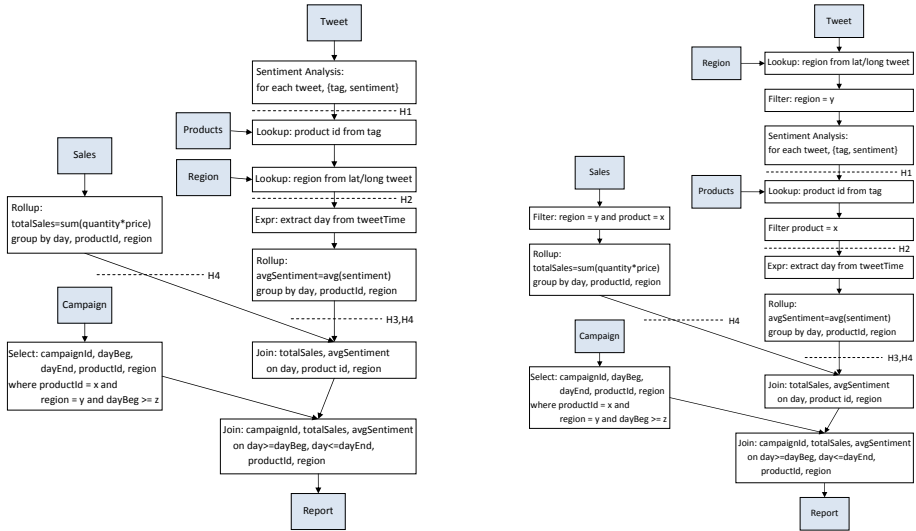 Tweet
Sentiment Analysis:
for each tweet, {tag, sentiment}
H1
Products
Lookup: product id from tag
Sales
Region
Lookup: region from lat/long tweet
H2
Rollup:
totalSales=sum(quantity*price)
group by day, productId, region
Expr: extract day from tweetTime
Rollup:
avgSentiment=avg(sentiment)
group by day, productId, region
H4
Campaign
H3,H4
Select: campaignId, dayBeg,
dayEnd, productId, region
where productId = x and
region = y and dayBeg >= z
Join: totalSales, avgSentiment
on day, product id, region
Join: campaignId, totalSales, avgSentiment
on day>=dayBeg, day<=dayEnd,
productId, region
Report
Tweet
Region
Lookup: region from lat/long tweet
Filter: region = y
Sentiment Analysis:
for each tweet, {tag, sentiment}
H1
Sales
Products
Lookup: product id from tag
Filter: region = y and product = x
Filter product = x
H2
Rollup:
totalSales=sum(quantity*price)
group by day, productId, region
Expr: extract day from tweetTime
Rollup:
avgSentiment=avg(sentiment)
group by day, productId, region
H4
Campaign
H3,H4
Select: campaignId, dayBeg,
dayEnd, productId, region
where productId = x and
region = y and dayBeg >= z
Join: totalSales, avgSentiment
on day, product id, region
Join: campaignId, totalSales, avgSentiment
on day>=dayBeg, day<=dayEnd,
productId, region
Report